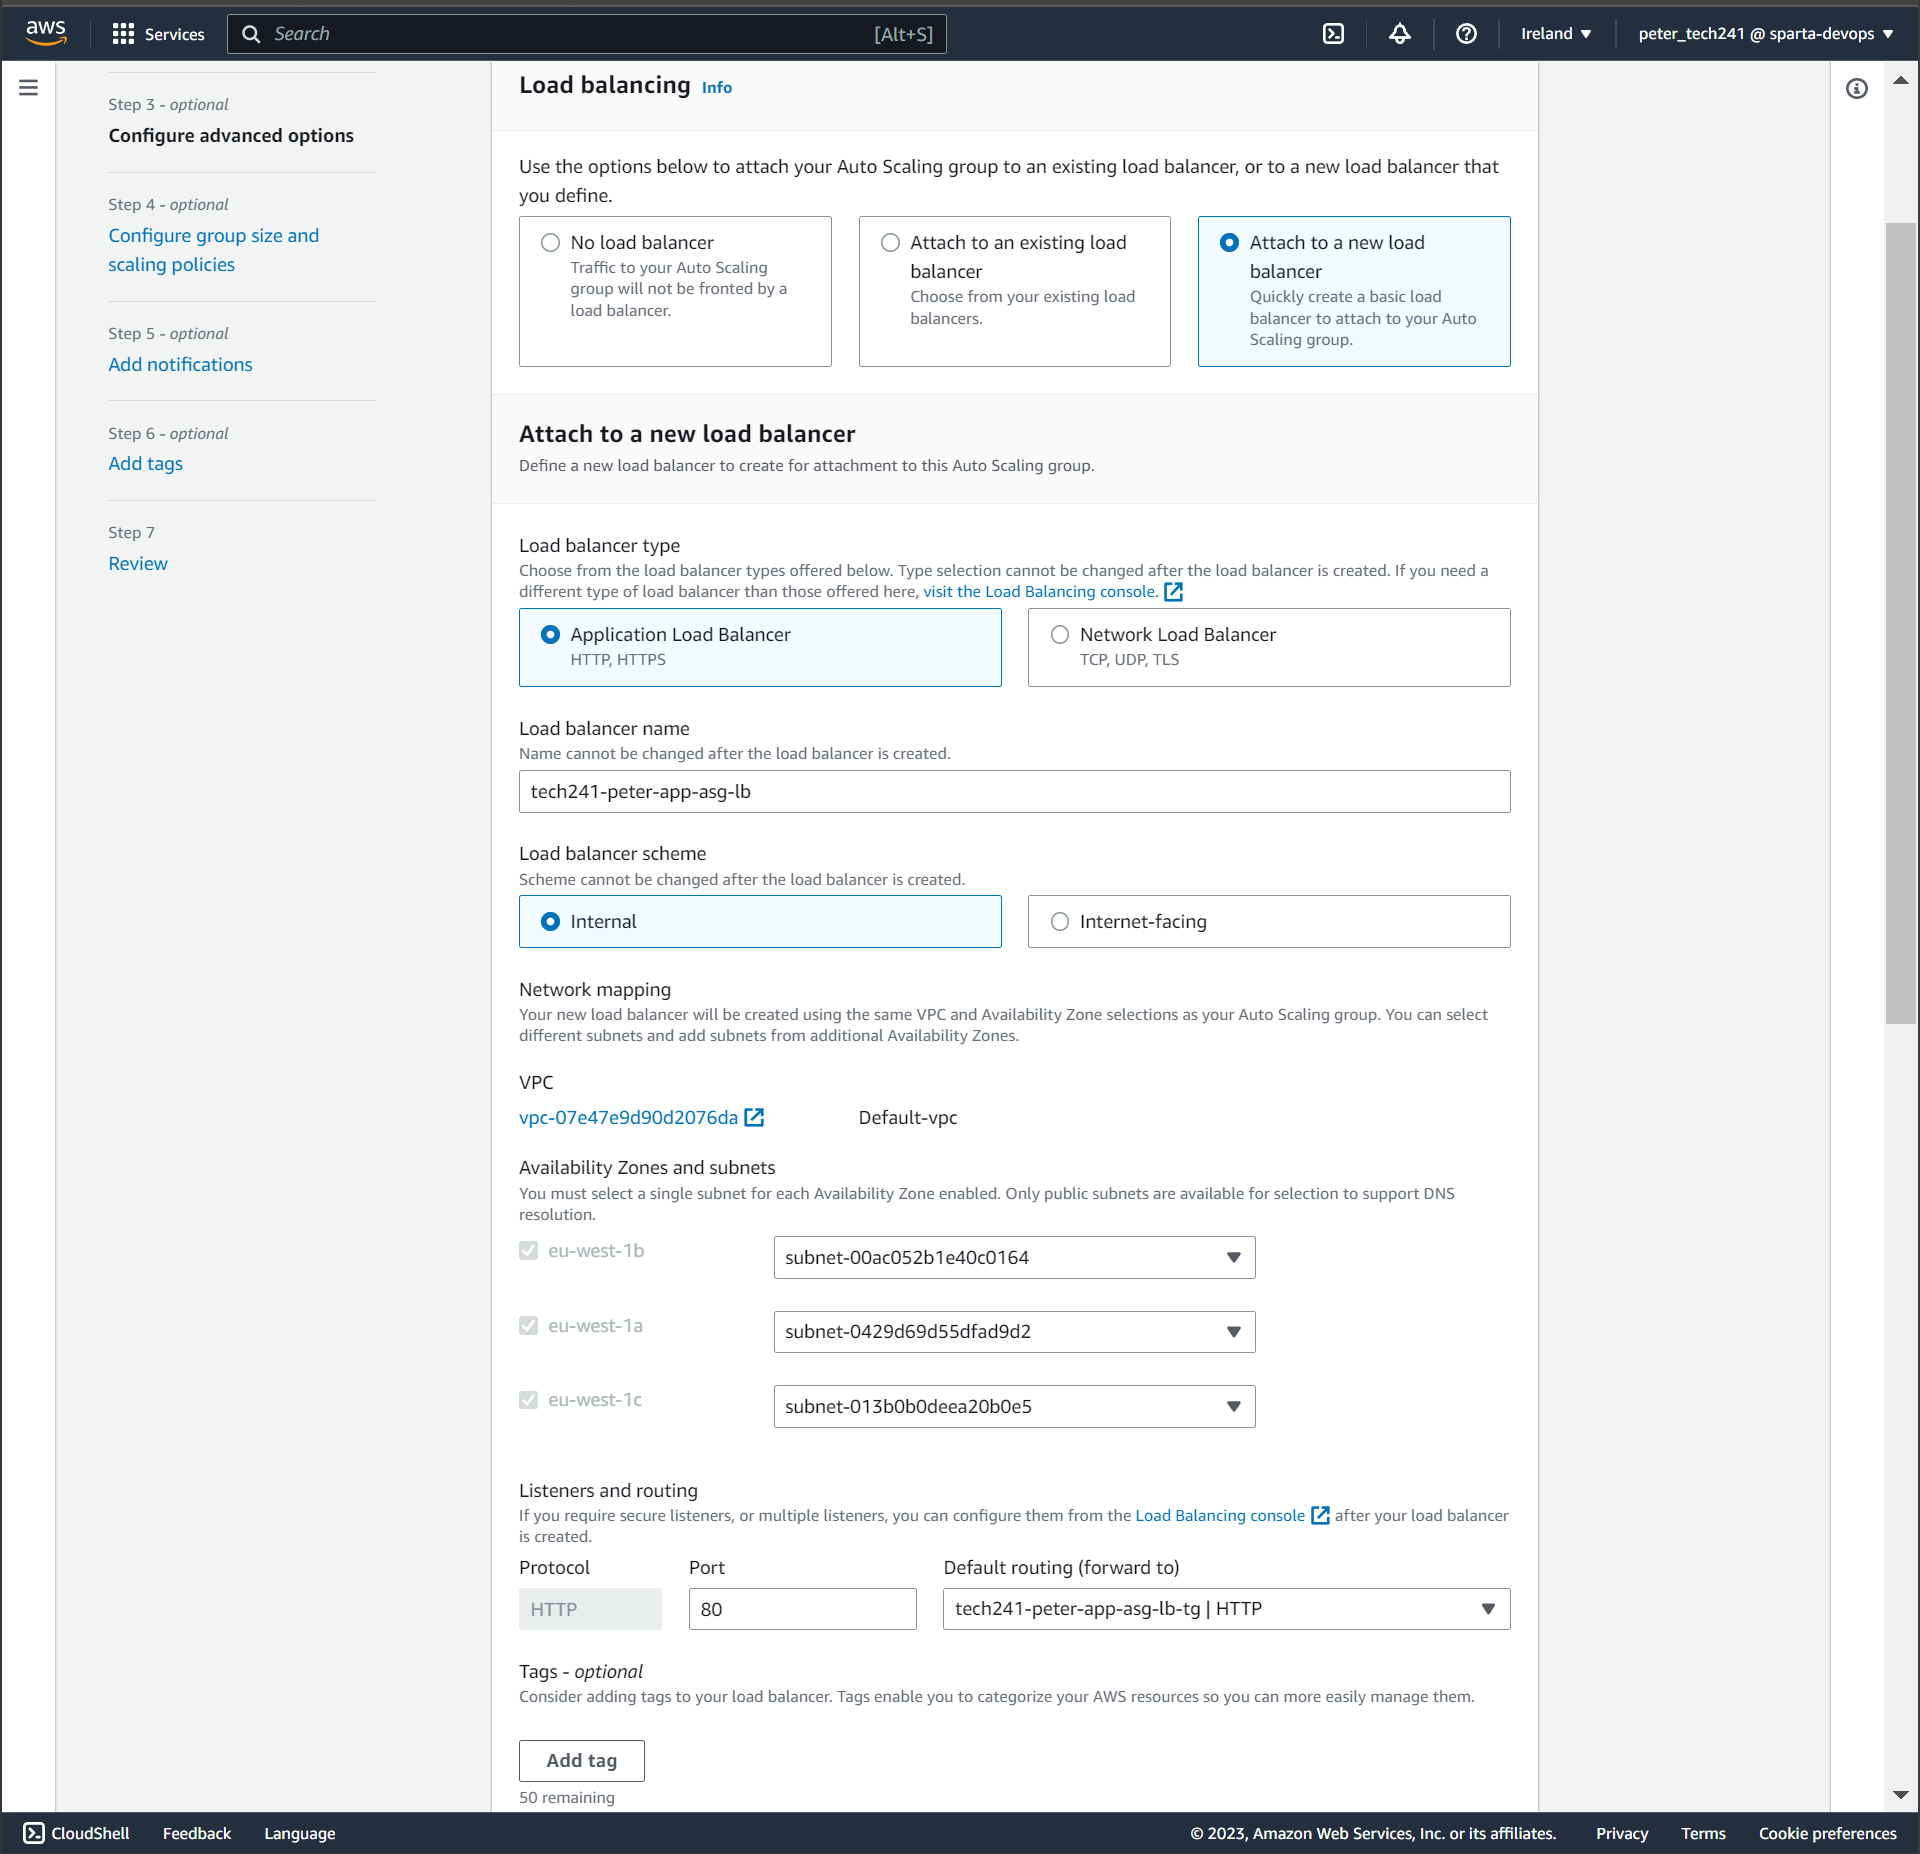 aws
Services
Search
[Alt+S]
Ireland
peter_tech241 @ sparta-devops
Step 3 - optional
Configure advanced options
Step 4 - optional
Configure group size and
scaling policies
Step 5 - optional
Add notifications
Step 6 - optional
Add tags
Step 7
Review
Load balancing Info
Use the options below to attach your Auto Scaling group to an existing load balancer, or to a new load balancer that
you define.
No load balancer
Traffic to your Auto Scaling
group will not be fronted by a
load balancer.
Attach to an existing load
balancer
Choose from your existing load
balancers.
Attach to a new load
balancer
Quickly create a basic load
balancer to attach to your Auto
Scaling group.
Attach to a new load balancer
Define a new load balancer to create for attachment to this Auto Scaling group.
Load balancer type
Choose from the load balancer types offered below. Type selection cannot be changed after the load balancer is created. If you need a
different type of load balancer than those offered here, visit the Load Balancing console.
Application Load Balancer
HTTP, HTTPS
Network Load Balancer
TCP, UDP, TLS
Load balancer name
Name cannot be changed after the load balancer is created.
tech241-peter-app-asg-lb
Load balancer scheme
Scheme cannot be changed after the load balancer is created.
Internal
Internet-facing
Network mapping
Your new load balancer will be created using the same VPC and Availability Zone selections as your Auto Scaling group. You can select
different subnets and add subnets from additional Availability Zones.
VPC
vpc-07e47e9d90d2076da
Default-vpc
Availability Zones and subnets
You must select a single subnet for each Availability Zone enabled. Only public subnets are available for selection to support DNS
resolution.
eu-west-1b
subnet-00ac052b1e40c0164
eu-west-1a
subnet-0429d69d55dfad9d2
eu-west-1c
subnet-013b0b0deea20b0e5
Listeners and routing
If you require secure listeners, or multiple listeners, you can configure them from the Load Balancing console after your load balancer
is created.
Protocol
Port
Default routing (forward to)
HTTP
80
tech241-peter-app-asg-lb-tg | HTTP
Tags - optional
Consider adding tags to your load balancer. Tags enable you to categorize your AWS resources so you can more easily manage them.
Add tag
50 remaining
CloudShell
Feedback
Language
© 2023, Amazon Web Services, Inc. or its affiliates.
Privacy
Terms
Cookie preferences